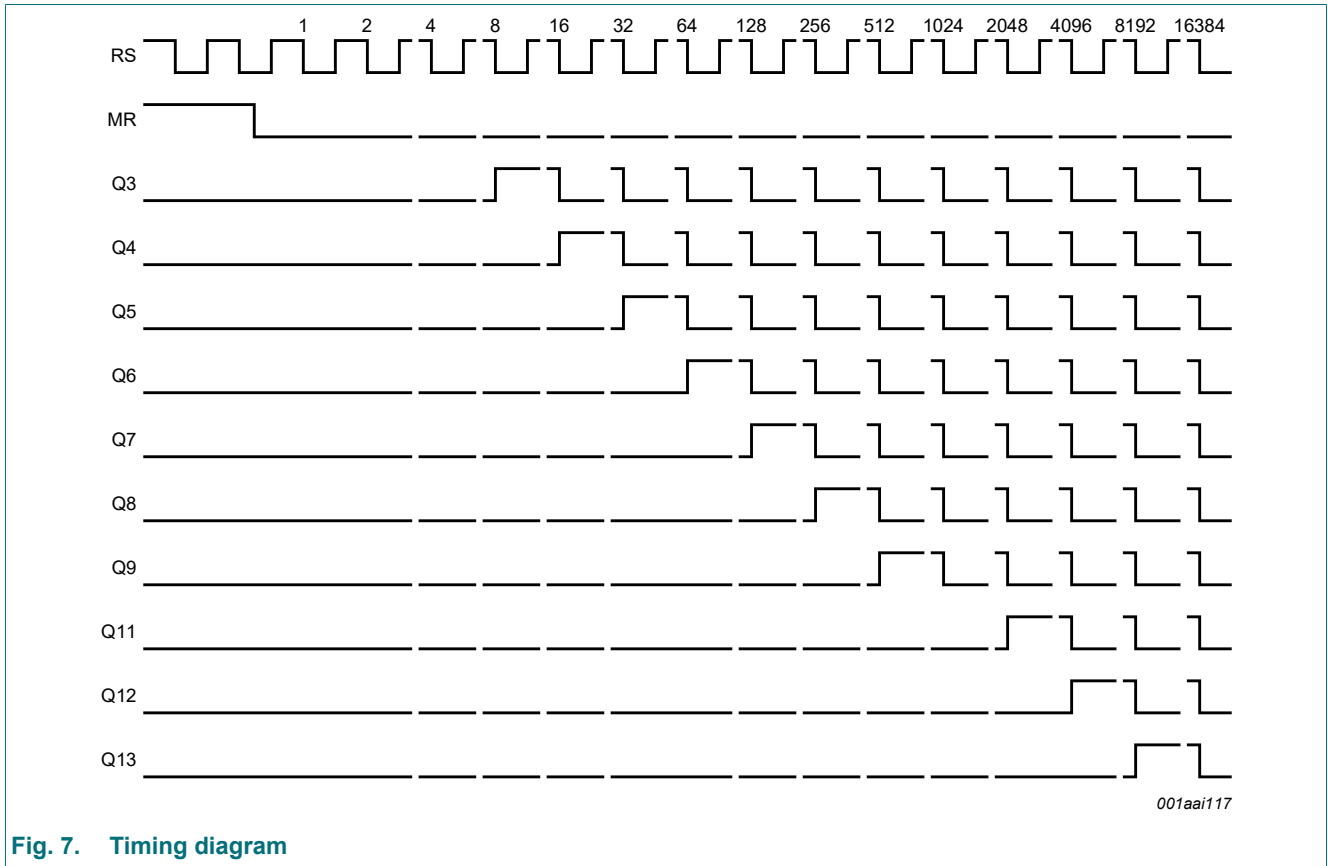 1 2 4 8 16 32 64 128 256 512 1024 2048 4096 8192 16384
RS
MR
Q3
Q4
Q5
Q6
Q7
Q8
Q9
Q11
Q12
Q13
001aai117
Fig. 7. Timing diagram